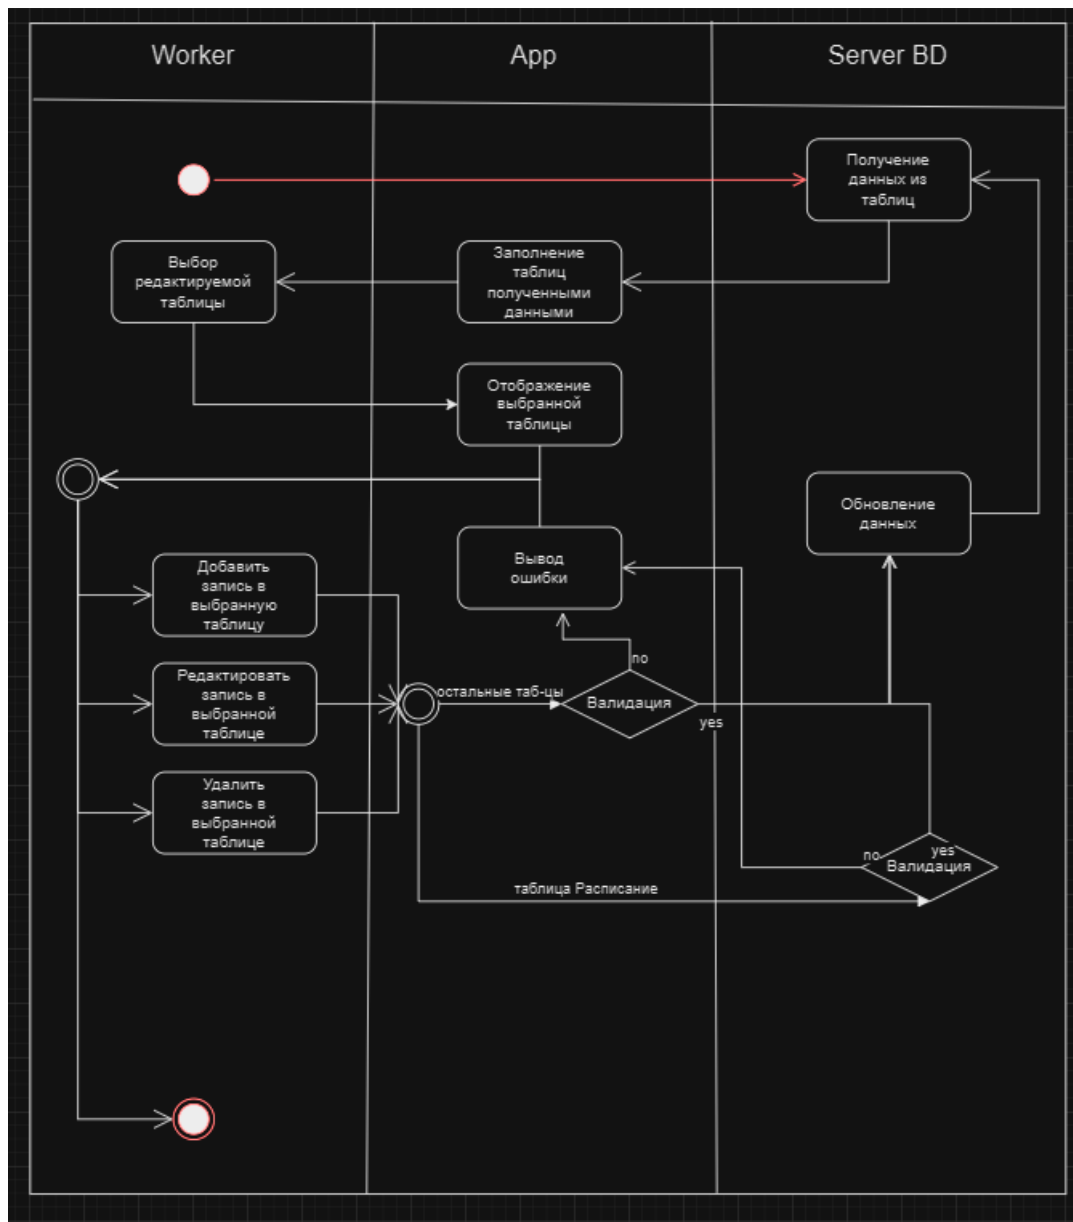 Worker
App
Server BD
Получение
данных из
таблиц
Выбор
редактируемой
таблицы
Заполнение
таблиц
полученными
данными
Отображение
выбранной
таблицы
Обновление
данных
Вывод
ошибки
Добавить
запись в
выбранную
таблицу
Редактировать
запись в
выбранной
таблице
Удалить
запись в
выбранной
таблице
остальные таб-цы
no
Валидация
yes
no
yes
Валидация
таблица Расписание